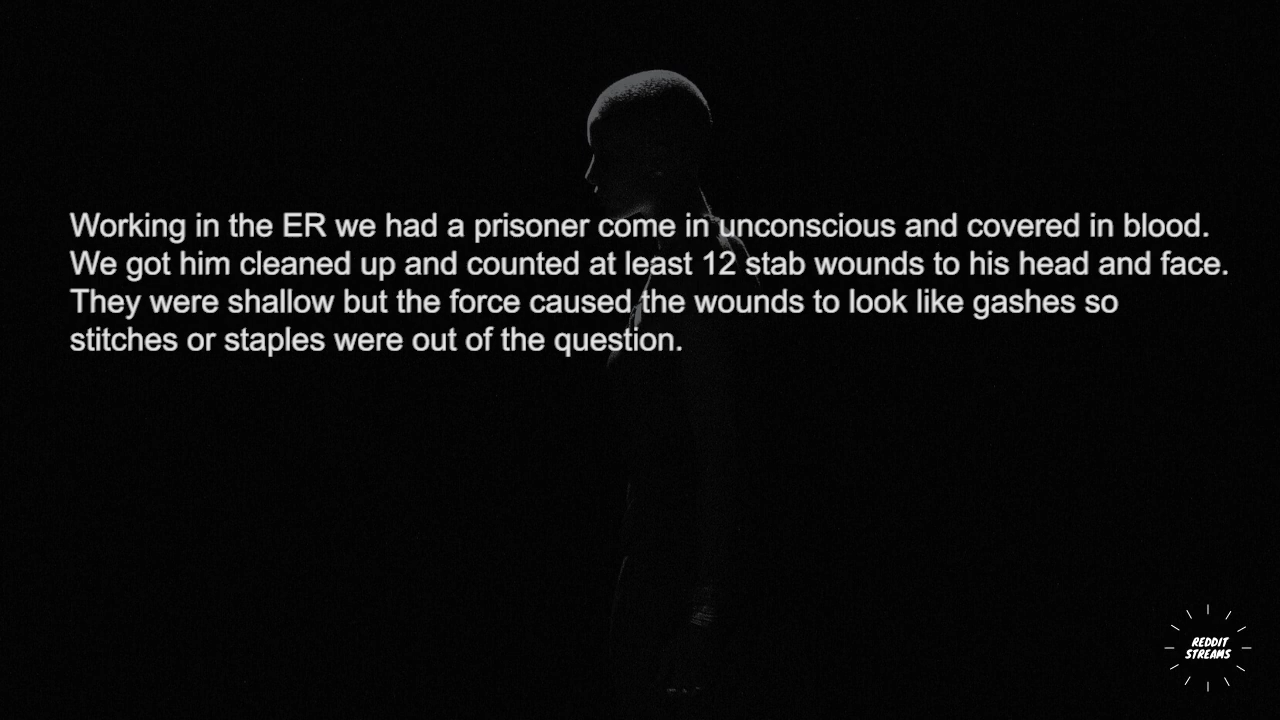 Working in the ER we had a prisoner come in unconscious and covered in blood.
We got him cleaned up and counted at least 12 stab wounds to his head and face.
They were shallow but the force caused the wounds to look like gashes so
stitches or staples were out of the question.
REDDIT
STREAMS